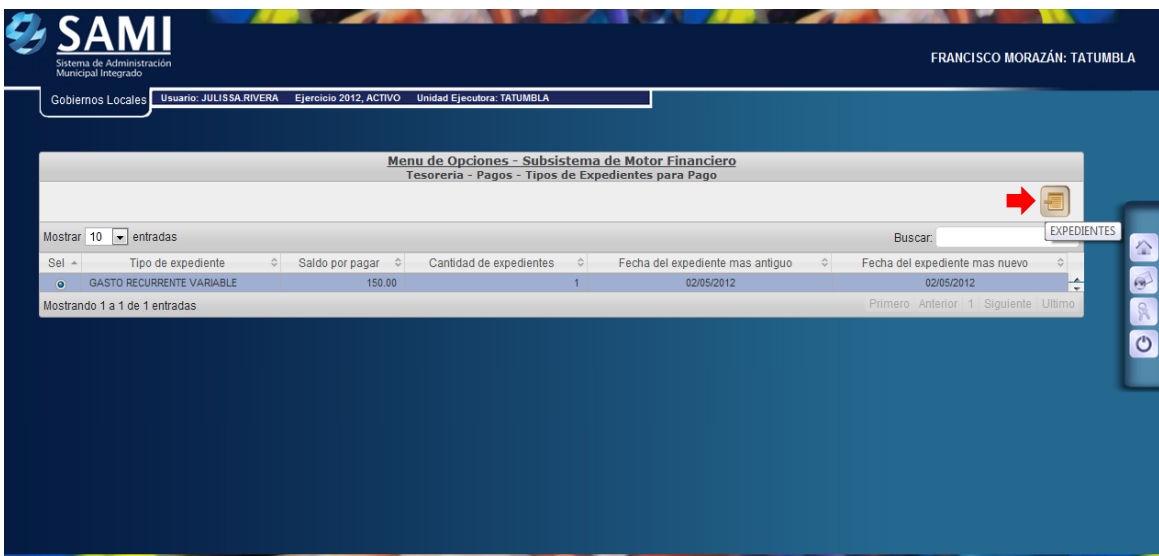 SAMI
Sistema de Administración
Municipal Integrado
FRANCISCO MORAZÁN: TATUMBLA
Gobiernos Locales Usuario: JULISSA.RIVERA Ejercicio 2012, ACTIVO Unidad Ejecutora: TATUMBLA
Menu de Opciones - Subsistema de Motor Financiero
Tesoreria - Pagos - Tipos de Expedientes para Pago
EXPEDIENTES
Mostrar 10 entradas Buscar:
Sel Tipo de expediente Saldo por pagar Cantidad de expedientes Fecha del expediente mas antiguo Fecha del expediente mas nuevo
GASTO RECURRENTE VARIABLE 150.00 1 02/05/2012 02/05/2012
Mostrando 1 a 1 de 1 entradas Primero Anterior 1 Siguiente Ultimo